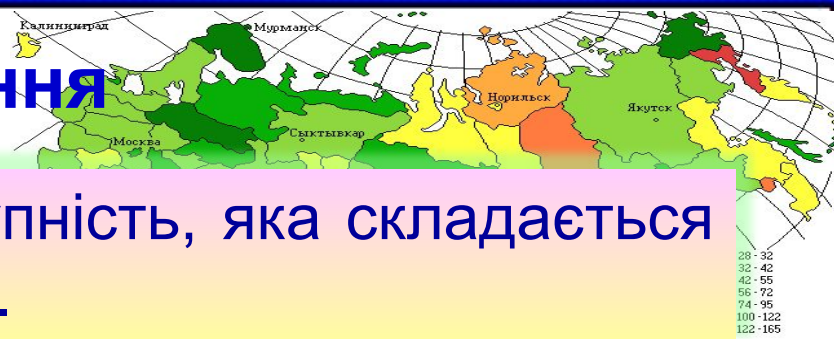 Калининград
Мурманск
ння
Норильск
Якутск
Сыктывкар
Москва
пність, яка складається
.
28 - 32
32 - 42
42 - 55
56 - 72
74 - 95
100 -122
122 -165